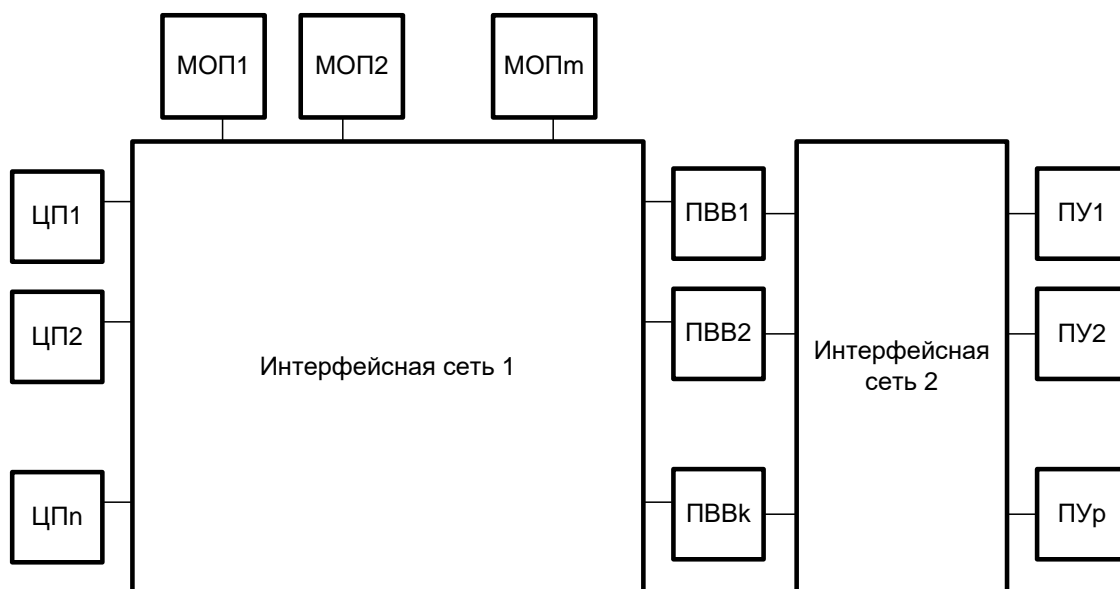 МОП1
МОП2
МОПm
ЦП1
ПВВ1
ПУ1
ЦП2
ПВВ2
ПУ2
Интерфейсная сеть 1
Интерфейсная
сеть 2
ЦПn
ПВВk
ПУp